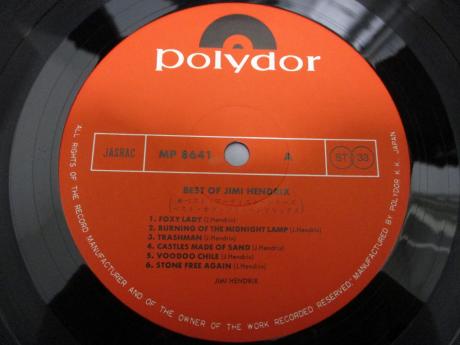 polydor
JASRAC MP 8641 A ST 33
BEST OF JIMI HENDRIX
1. FOXY LADY (J.Hendrix)
2. BURNING OF THE MIDNIGHT LAMP (J.Hendrix)
3. TRASHMAN (J.Hendrix)
4. CASTLES MADE OF SAND (J.Hendrix)
5. VOODOO CHILE (J.Hendrix)
6. STONE FREE AGAIN (J.Hendrix)
JIMI HENDRIX
ALL RIGHTS OF THE RECORD MANUFACTURER AND OF THE OWNER OF THE WORK RECORDED RESERVED: MANUFACTURED BY POLYDOR K.K., JAPAN